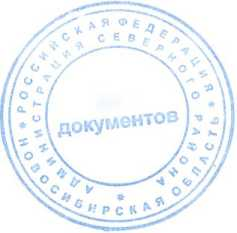 РОССИЙСКАЯ ФЕДЕРАЦИЯ * НОВОСИБИРСКАЯ ОБЛАСТЬ *
АДМИНИСТРАЦИЯ СЕВЕРНОГО РАЙОНА
документов